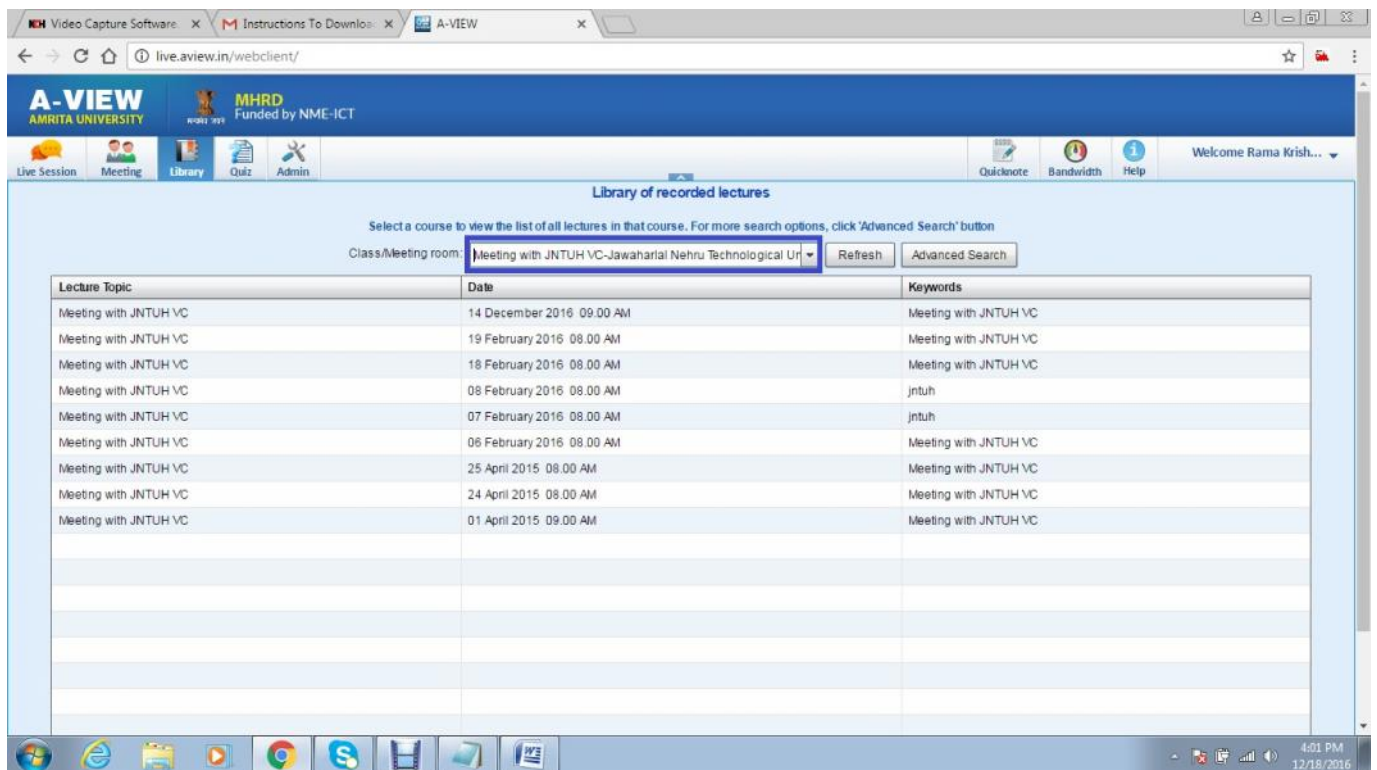 NCH Video Capture Software. Instructions To Downloa A-VIEW
live.aview.in/webclient/
A-VIEW
AMRITA UNIVERSITY
MHRD
Funded by NME-ICT
Live Session Meeting Library Quiz Admin Quicknote Bandwidth Help Welcome Rama Krish...
Library of recorded lectures
Select a course to view the list of all lectures in that course. For more search options, click 'Advanced Search' button
Class/Meeting room: Meeting with JNTUH VC-Jawaharlal Nehru Technological Un Refresh Advanced Search
Lecture Topic Date Keywords
Meeting with JNTUH VC 14 December 2016 09.00 AM Meeting with JNTUH VC
Meeting with JNTUH VC 19 February 2016 08.00 AM Meeting with JNTUH VC
Meeting with JNTUH VC 18 February 2016 08.00 AM Meeting with JNTUH VC
Meeting with JNTUH VC 08 February 2016 08.00 AM jntuh
Meeting with JNTUH VC 07 February 2016 08.00 AM jntuh
Meeting with JNTUH VC 06 February 2016 08.00 AM Meeting with JNTUH VC
Meeting with JNTUH VC 25 April 2015 08.00 AM Meeting with JNTUH VC
Meeting with JNTUH VC 24 April 2015 08.00 AM Meeting with JNTUH VC
Meeting with JNTUH VC 01 April 2015 09.00 AM Meeting with JNTUH VC
4:01 PM
12/18/2016